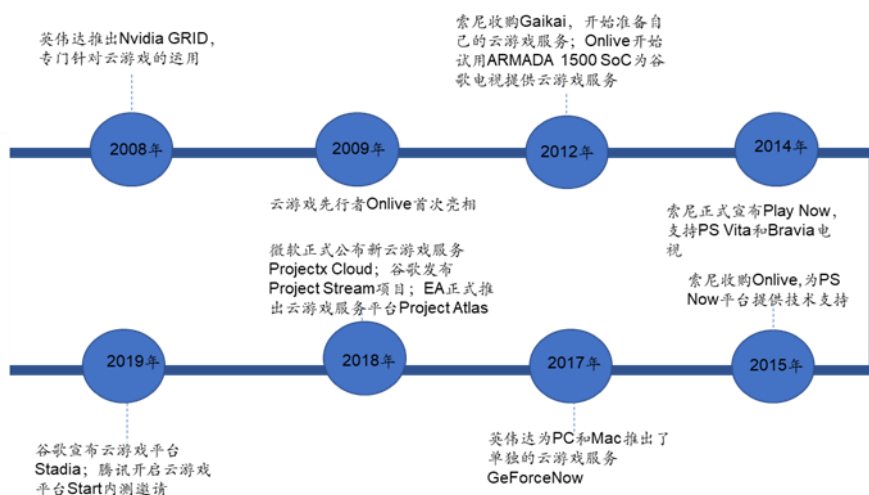 英伟达推出Nvidia GRID，
专门针对云游戏的运用
索尼收购Gaikai，开始准备自
己的云游戏服务；Onlive开始
试用ARMADA 1500 SoC为谷
歌电视提供云游戏服务
2008年
2009年
2012年
2014年
云游戏先行者Onlive首次亮相
索尼正式宣布Play Now，
支持PS Vita和Bravia电
视
微软正式公布新云游戏服务
Projectx Cloud；谷歌发布
Project Stream项目；EA正式推
出云游戏服务平台Project Atlas
索尼收购Onlive,为PS
Now平台提供技术支持
2019年
2018年
2017年
2015年
谷歌宣布云游戏平台
Stadia；腾讯开启云游戏
平台Start内测邀请
英伟达为PC和Mac推出了
单独的云游戏服务
GeForceNow